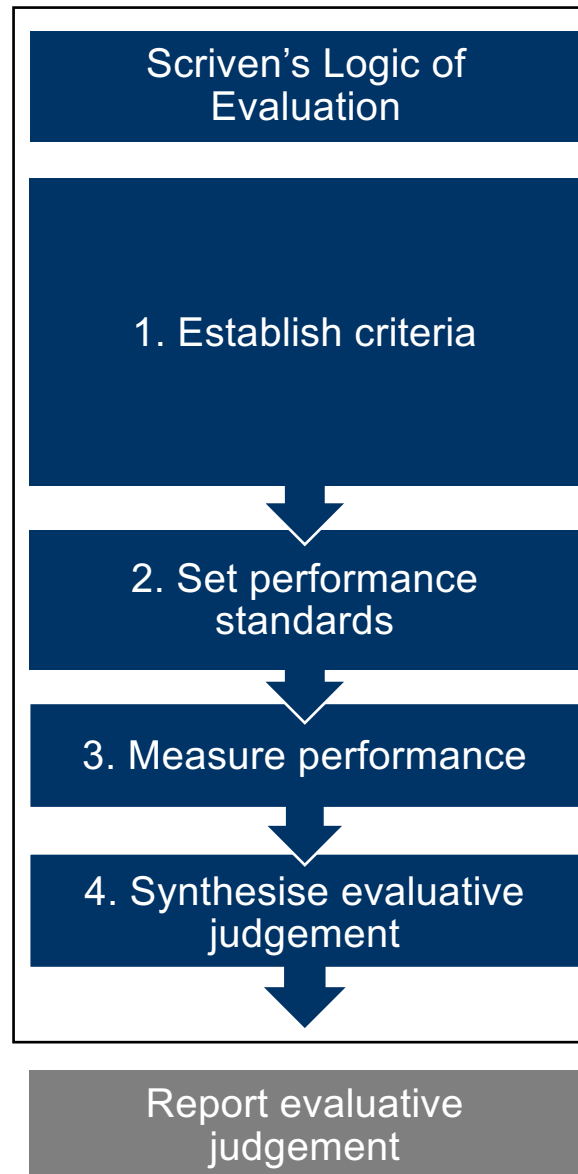 Scriven’s Logic of
Evaluation
1. Establish criteria
2. Set performance
standards
3. Measure performance
4. Synthesise evaluative
judgement
Report evaluative
judgement